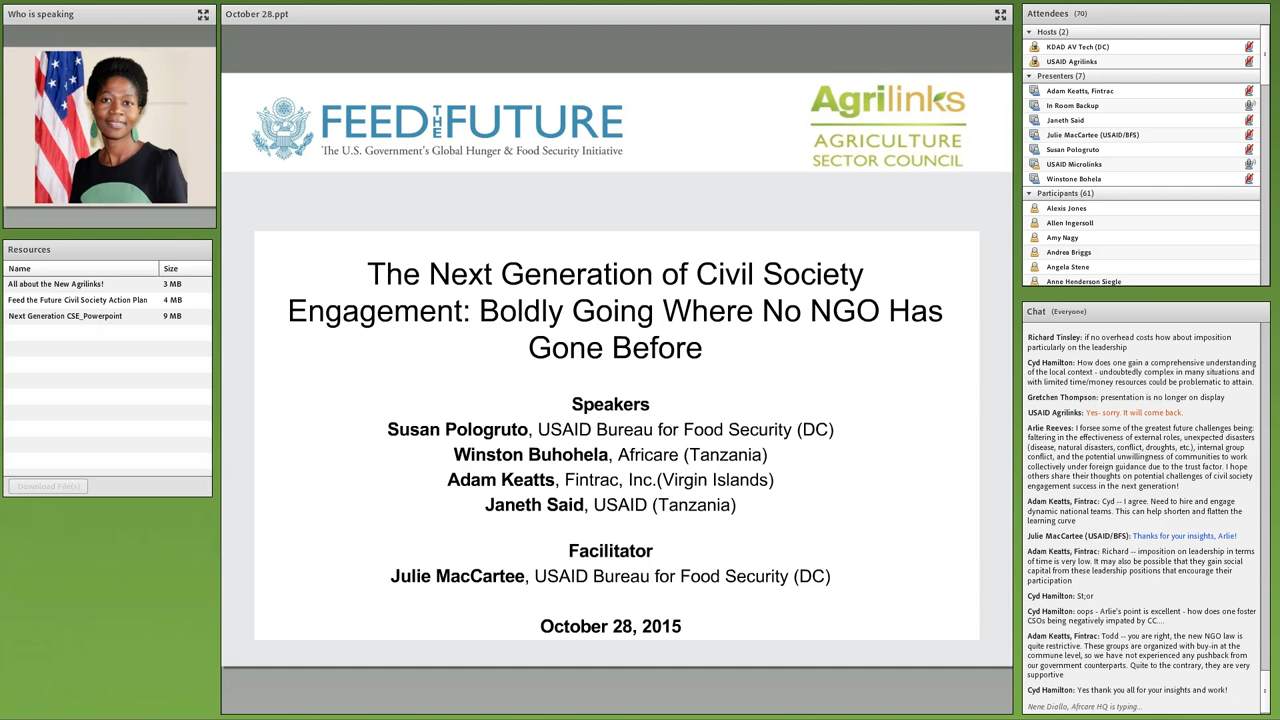 Who is speaking
Resources
Name Size
All about the New Agrilinks! 3 MB
Feed the Future Civil Society Action Plan 4 MB
Next Generation CSE_Powerpoint 9 MB
Download File(s)
October 28.ppt
FEED THE FUTURE
The U.S. Government's Global Hunger & Food Security Initiative
Agrilinks
AGRICULTURE
SECTOR COUNCIL
The Next Generation of Civil Society
Engagement: Boldly Going Where No NGO Has
Gone Before
Speakers
Susan Pologruto, USAID Bureau for Food Security (DC)
Winston Buhohela, Africare (Tanzania)
Adam Keatts, Fintrac, Inc.(Virgin Islands)
Janeth Said, USAID (Tanzania)
Facilitator
Julie MacCartee, USAID Bureau for Food Security (DC)
October 28, 2015
Attendees (70)
Hosts (2)
KDAD AV Tech (DC)
USAID Agrilinks
Presenters (7)
Adam Keatts, Fintrac
In Room Backup
Janeth Said
Julie MacCartee (USAID/BFS)
Susan Pologruto
USAID Microlinks
Winstone Bohela
Participants (61)
Alexis Jones
Allen Ingersoll
Amy Nagy
Andrea Briggs
Angela Stene
Anne Henderson Siegle
Chat (Everyone)
Richard Tinsley: if no overhead costs how about imposition
particularly on the leadership
Cyd Hamilton: How does one gain a comprehensive understanding
of the local context - undoubtedly complex in many situations and
with limited time/money resources could be problematic to attain.
Gretchen Thompson: presentation is no longer on display
USAID Agrilinks: Yes- sorry. It will come back.
Arlie Reeves: I forsee some of the greatest future challenges being:
faltering in the effectiveness of external roles, unexpected disasters
(disease, natural disasters, conflict, droughts, etc.), internal group
conflict, and the potential unwillingness of communities to work
collectively under foreign guidance due to the trust factor. I hope
others share their thoughts on potential challenges of civil society
engagement success in the next generation!
Adam Keatts, Fintrac: Cyd -- I agree. Need to hire and engage
dynamic national teams. This can help shorten and flatten the
learning curve
Julie MacCartee (USAID/BFS): Thanks for your insights, Arlie!
Adam Keatts, Fintrac: Richard -- imposition on leadership in terms
of time is very low. It may also be possible that they gain social
capital from these leadership positions that encourage their
participation
Cyd Hamilton: St;or
Cyd Hamilton: oops - Arlie's point is excellent - how does one foster
CSOs being negatively impated by CC....
Adam Keatts, Fintrac: Todd -- you are right, the new NGO law is
quite restrictive. These groups are organized with buy-in at the
commune level, so we have not experienced any pushback from
our government counterparts. Quite to the contrary, they are very
supportive
Cyd Hamilton: Yes thank you all for your insights and work!
Nene Diallo, Afrcare HQ is typing...